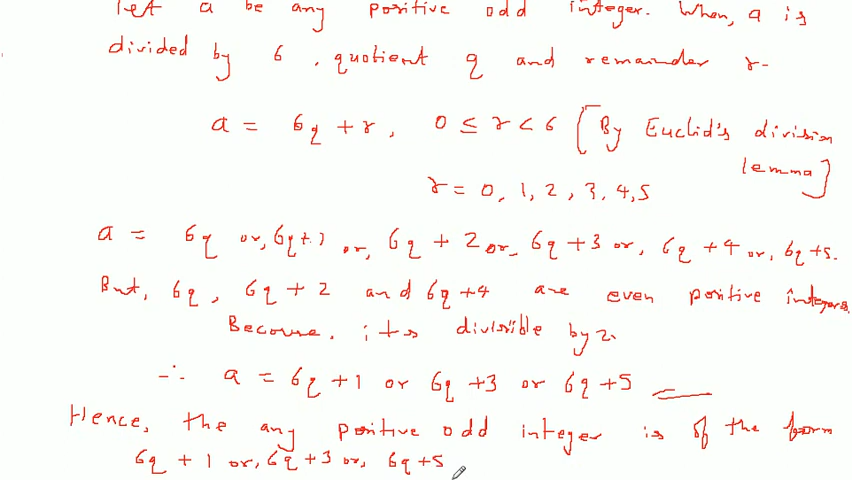 let a be any positive odd integer. When, a is
divided by 6, quotient q and remainder r.
a = 6q + r, 0 ≤ r < 6 [By Euclid's division
lemma]
r = 0, 1, 2, 3, 4, 5
a = 6q or, 6q+1 or, 6q + 2 or, 6q + 3 or, 6q + 4 or, 6q + 5.
But, 6q, 6q + 2 and 6q + 4 are even positive integers.
Because, its divisible by 2.
∴ a = 6q + 1 or 6q + 3 or 6q + 5
Hence, the any positive odd integer is of the form
6q + 1 or, 6q + 3 or, 6q + 5